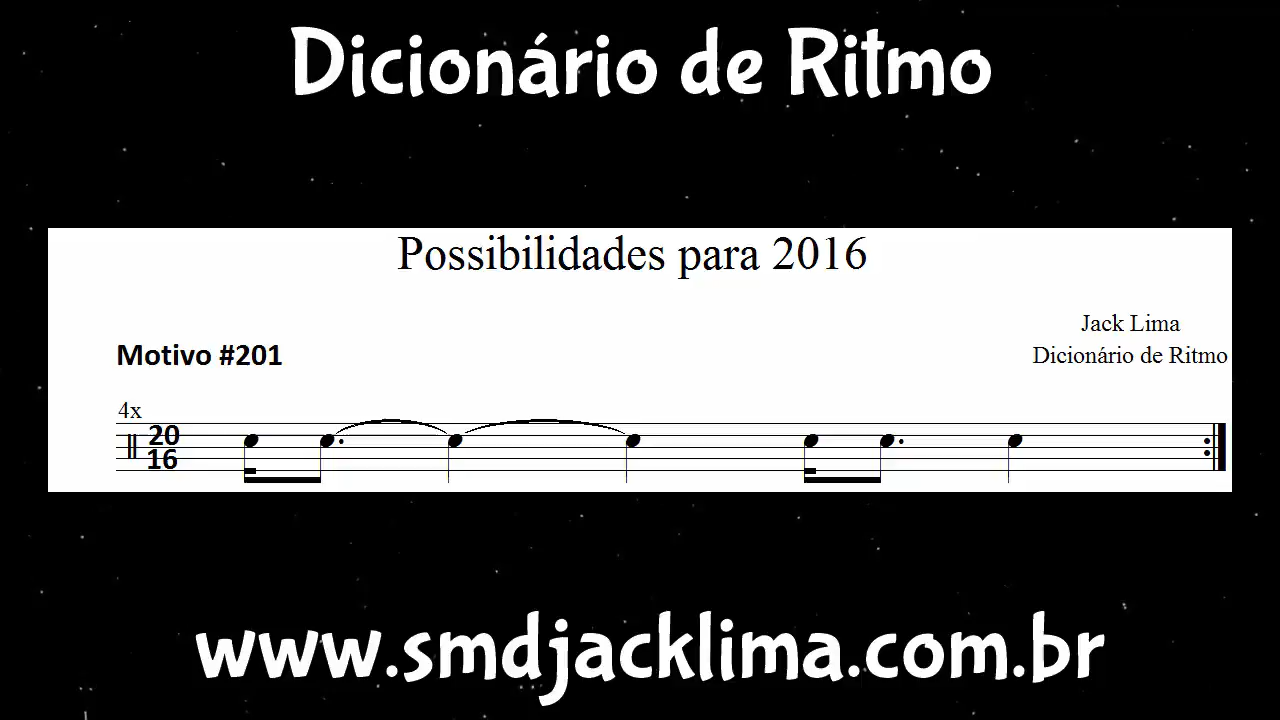 Dicionário de Ritmo
Possibilidades para 2016
Jack Lima
Motivo #201
Dicionário de Ritmo
4x
20
16
www.smdjacklima.com.br